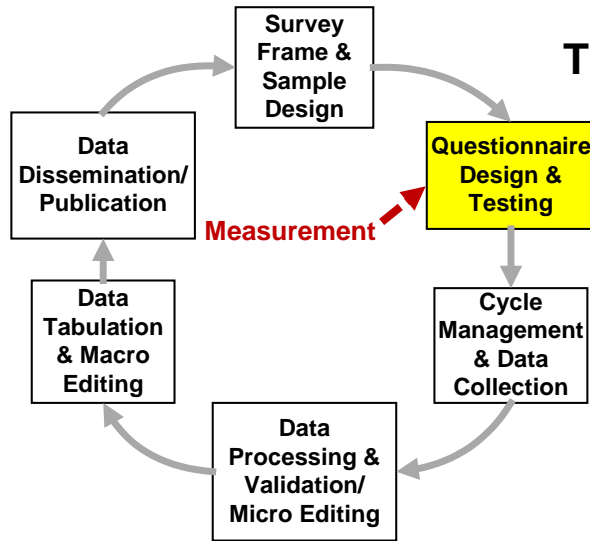 Survey
Frame &
Sample
Design
T
Questionnaire
Design &
Testing
Data
Dissemination/
Publication
Measurement
Cycle
Management
& Data
Collection
Data
Tabulation
& Macro
Editing
Data
Processing &
Validation/
Micro Editing